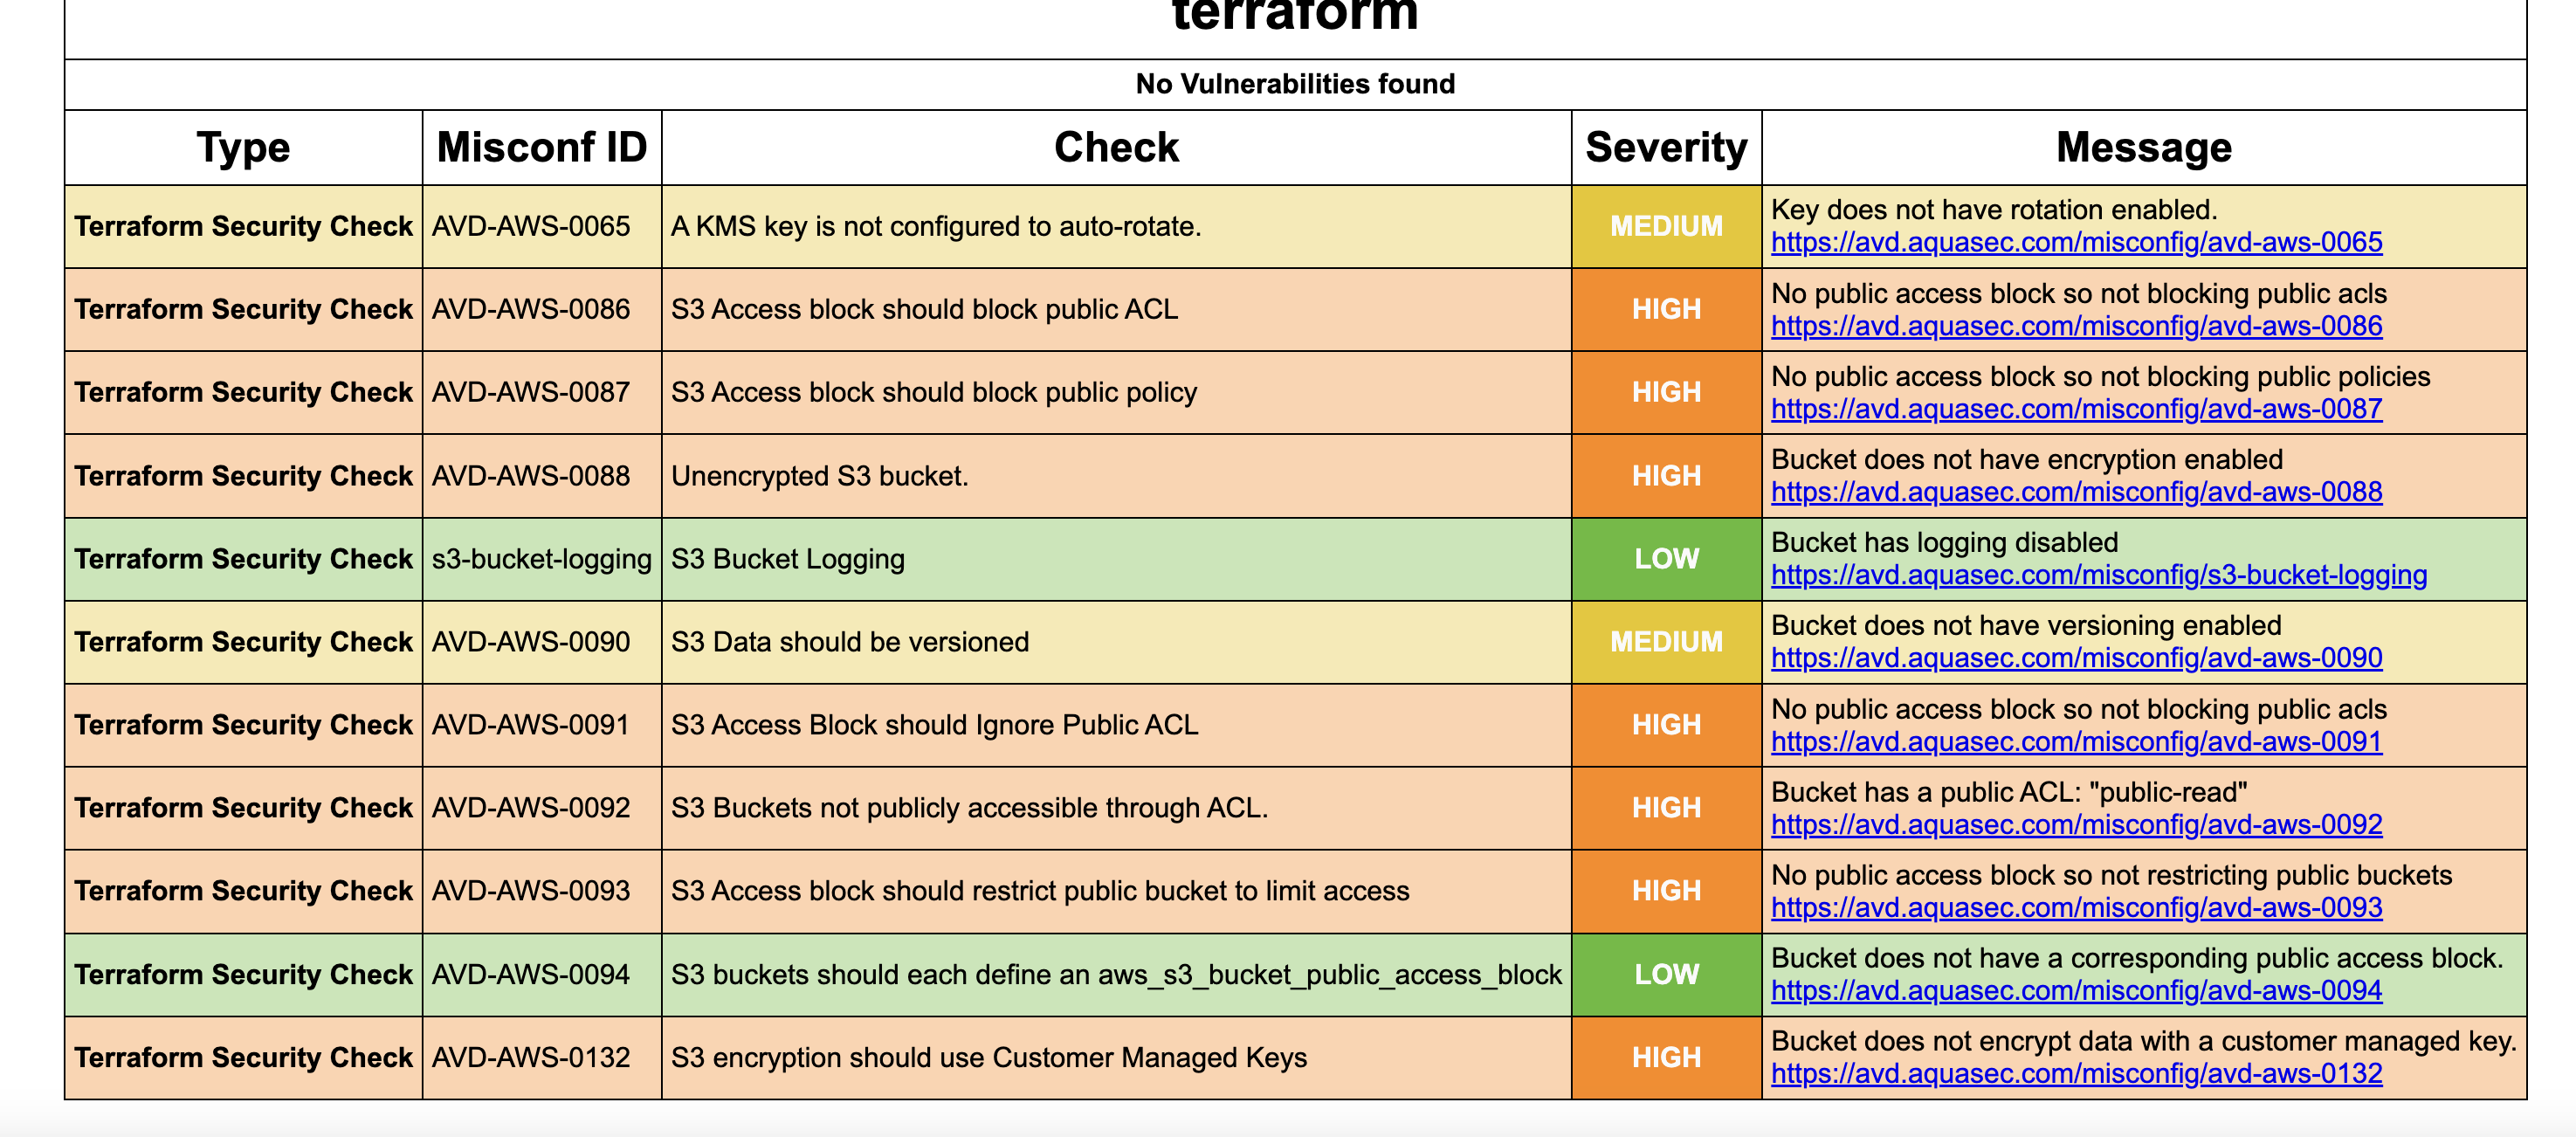 terraform
No Vulnerabilities found
Type Misconf ID Check Severity Message
Terraform Security Check AVD-AWS-0065 A KMS key is not configured to auto-rotate. MEDIUM Key does not have rotation enabled.
https://avd.aquasec.com/misconfig/avd-aws-0065
Terraform Security Check AVD-AWS-0086 S3 Access block should block public ACL HIGH No public access block so not blocking public acls
https://avd.aquasec.com/misconfig/avd-aws-0086
Terraform Security Check AVD-AWS-0087 S3 Access block should block public policy HIGH No public access block so not blocking public policies
https://avd.aquasec.com/misconfig/avd-aws-0087
Terraform Security Check AVD-AWS-0088 Unencrypted S3 bucket. HIGH Bucket does not have encryption enabled
https://avd.aquasec.com/misconfig/avd-aws-0088
Terraform Security Check s3-bucket-logging S3 Bucket Logging LOW Bucket has logging disabled
https://avd.aquasec.com/misconfig/s3-bucket-logging
Terraform Security Check AVD-AWS-0090 S3 Data should be versioned MEDIUM Bucket does not have versioning enabled
https://avd.aquasec.com/misconfig/avd-aws-0090
Terraform Security Check AVD-AWS-0091 S3 Access Block should Ignore Public ACL HIGH No public access block so not blocking public acls
https://avd.aquasec.com/misconfig/avd-aws-0091
Terraform Security Check AVD-AWS-0092 S3 Buckets not publicly accessible through ACL. HIGH Bucket has a public ACL: "public-read"
https://avd.aquasec.com/misconfig/avd-aws-0092
Terraform Security Check AVD-AWS-0093 S3 Access block should restrict public bucket to limit access HIGH No public access block so not restricting public buckets
https://avd.aquasec.com/misconfig/avd-aws-0093
Terraform Security Check AVD-AWS-0094 S3 buckets should each define an aws_s3_bucket_public_access_block LOW Bucket does not have a corresponding public access block.
https://avd.aquasec.com/misconfig/avd-aws-0094
Terraform Security Check AVD-AWS-0132 S3 encryption should use Customer Managed Keys HIGH Bucket does not encrypt data with a customer managed key.
https://avd.aquasec.com/misconfig/avd-aws-0132